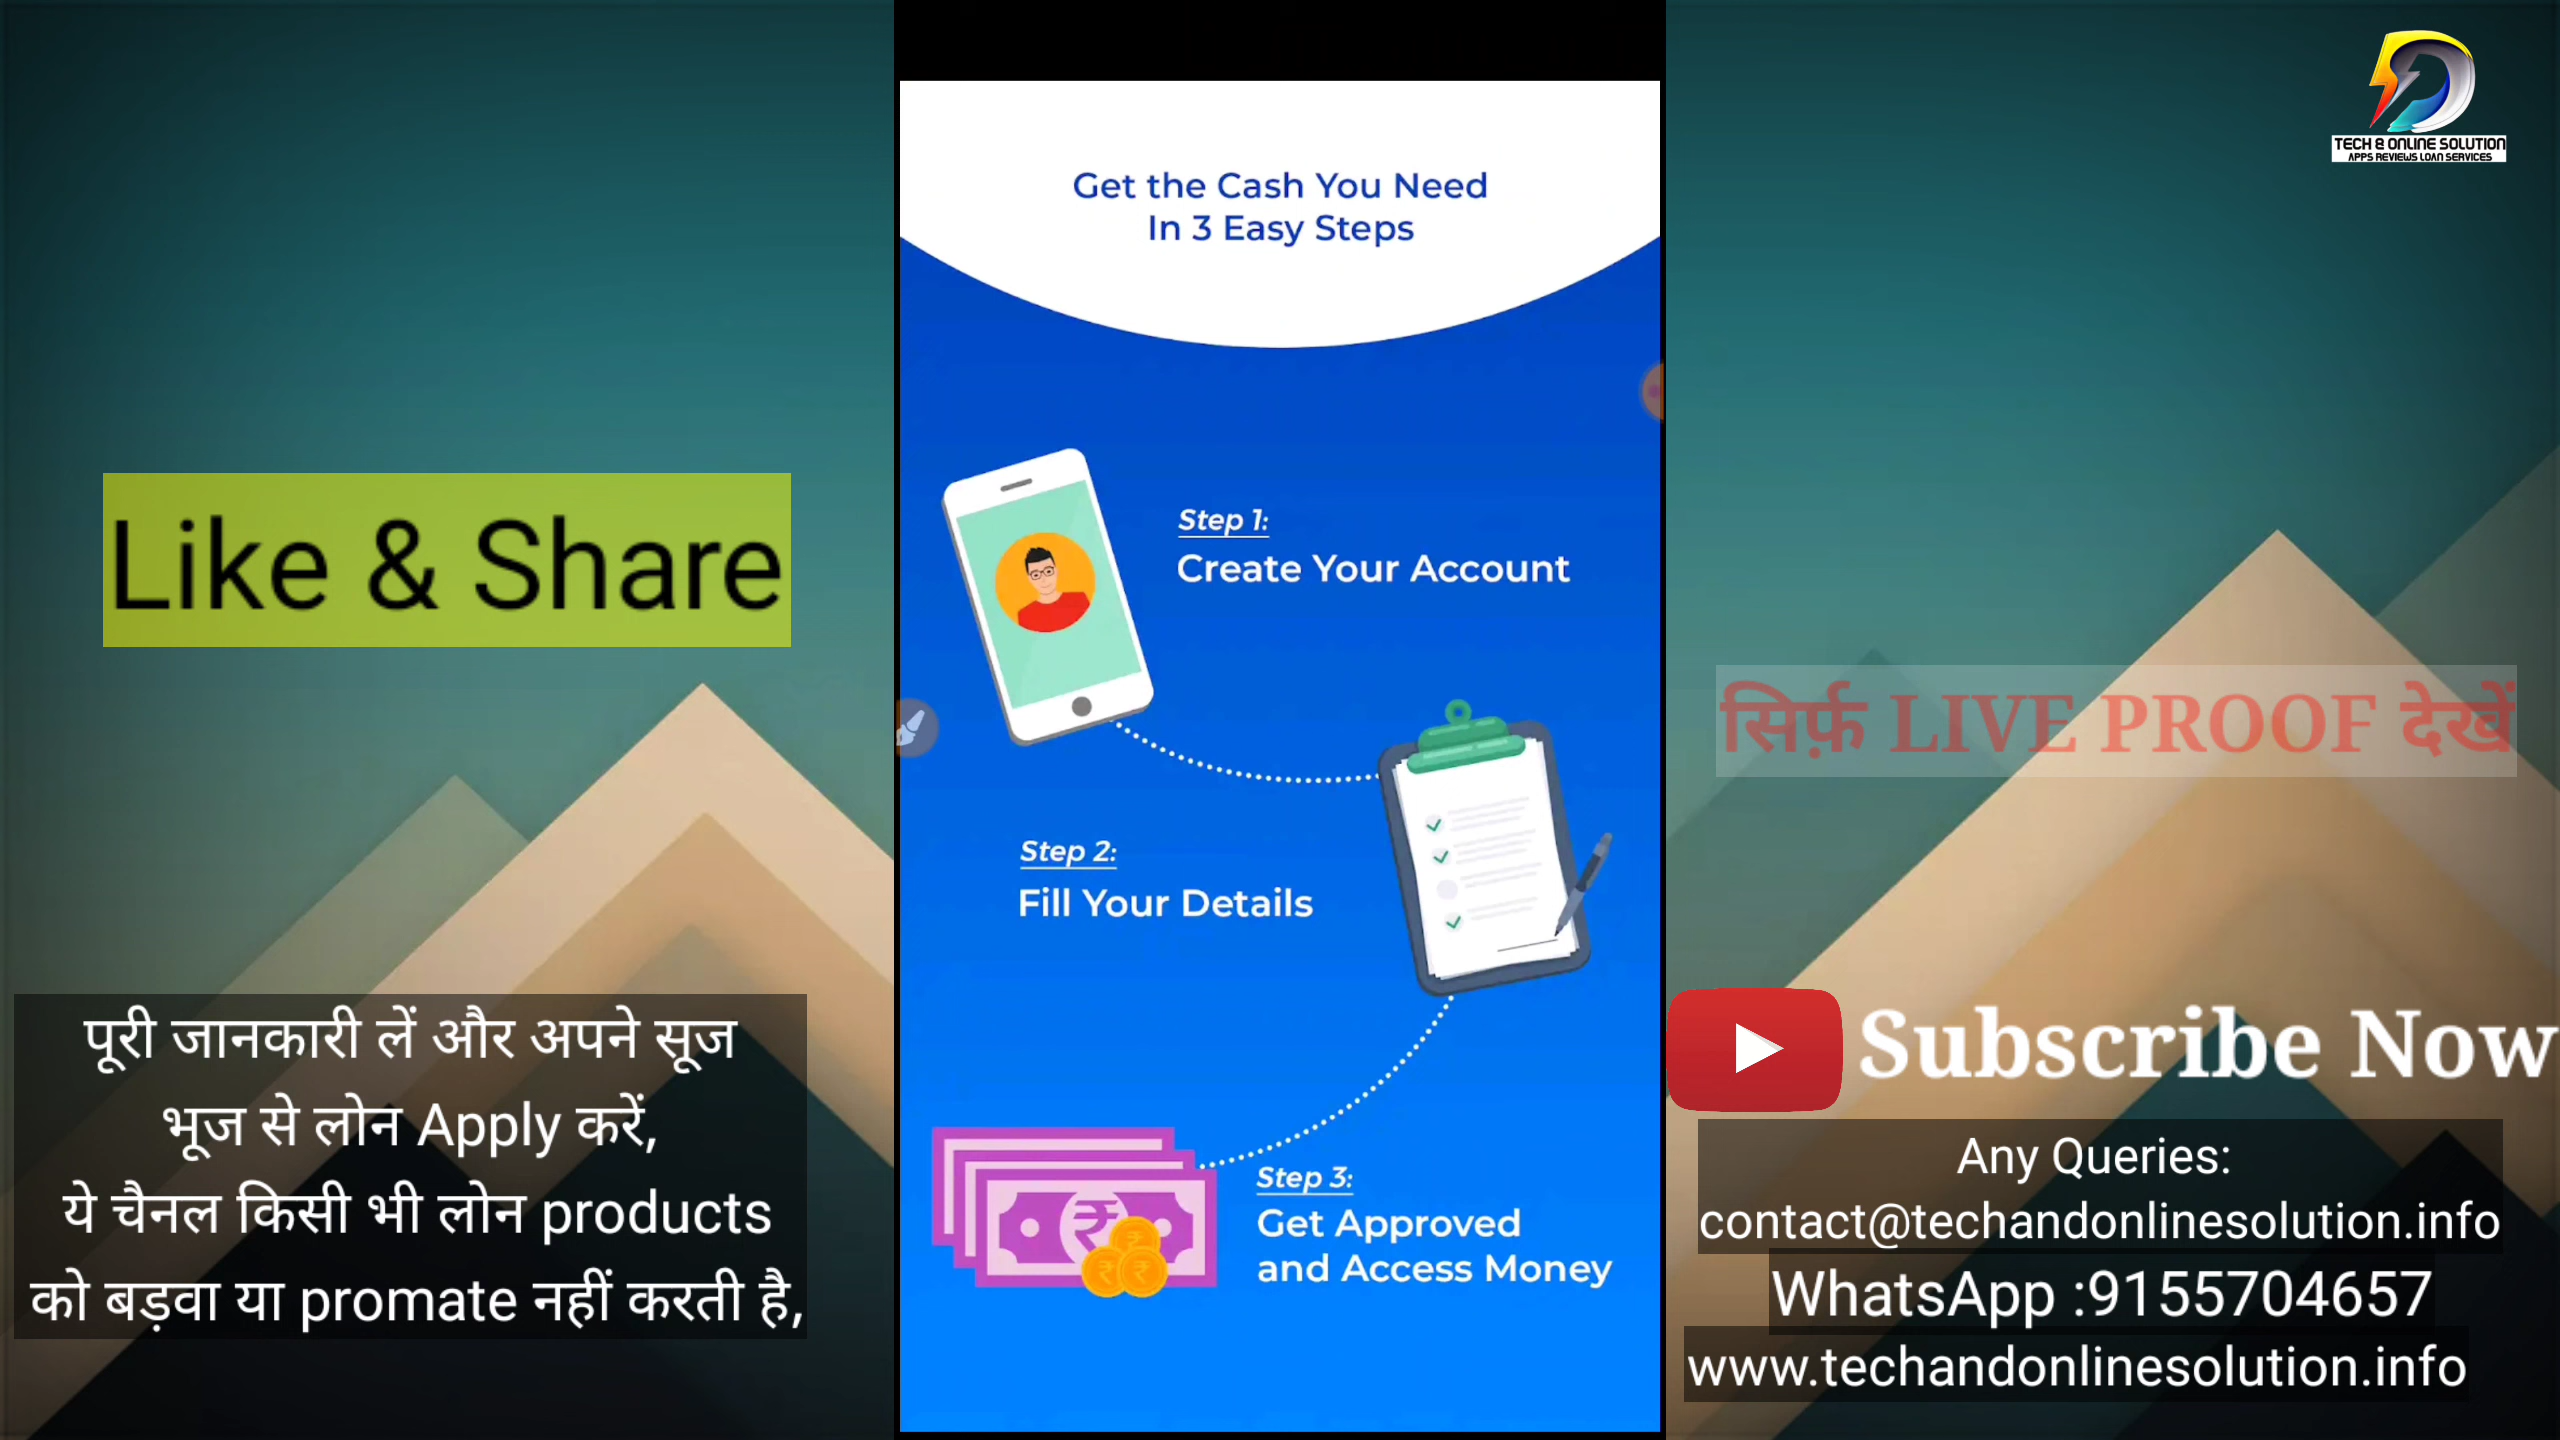 TECH & ONLINE SOLUTION
APPS REVIEWS LOAN SERVICES
Get the Cash You Need
In 3 Easy Steps
Like & Share
Step 1:
Create Your Account
सिर्फ़ LIVE PROOF देखें
Step 2:
Fill Your Details
Step 3:
Get Approved
and Access Money
पूरी जानकारी लें और अपने सूज
भूज से लोन Apply करें,
ये चैनल किसी भी लोन products
को बड़वा या promate नहीं करती है,
Subscribe Now
Any Queries:
contact@techandonlinesolution.info
WhatsApp :9155704657
www.techandonlinesolution.info